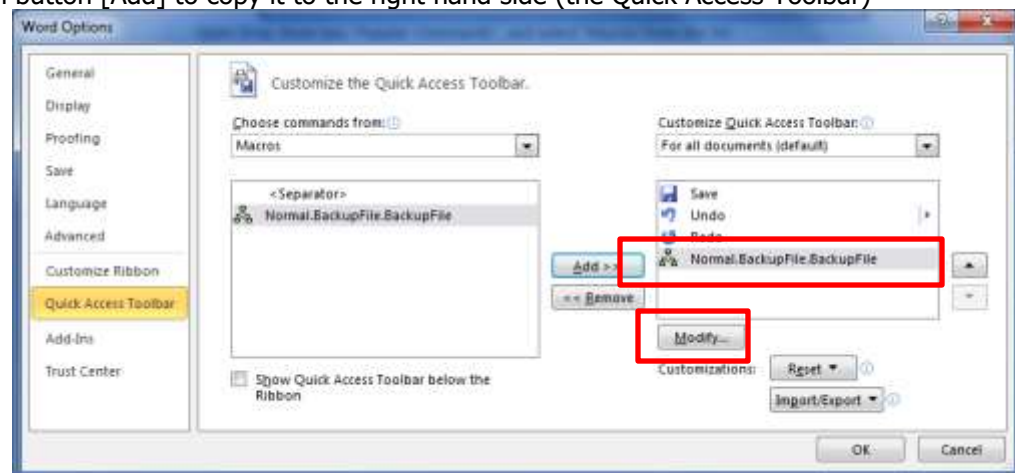 button [Add] to copy it to the right hand side (the Quick Access Toolbar)
Word Options
General
Display
Proofing
Save
Language
Advanced
Customize Ribbon
Quick Access Toolbar
Add-Ins
Trust Center
Customize the Quick Access Toolbar.
Choose commands from:
Macros
<Separator>
Normal.BackupFile.BackupFile
Show Quick Access Toolbar below the
Ribbon
Add >>
<< Remove
Customize Quick Access Toolbar:
For all documents (default)
Save
Undo
Redo
Normal.BackupFile.BackupFile
Modify...
Customizations:
Reset
Import/Export
OK
Cancel